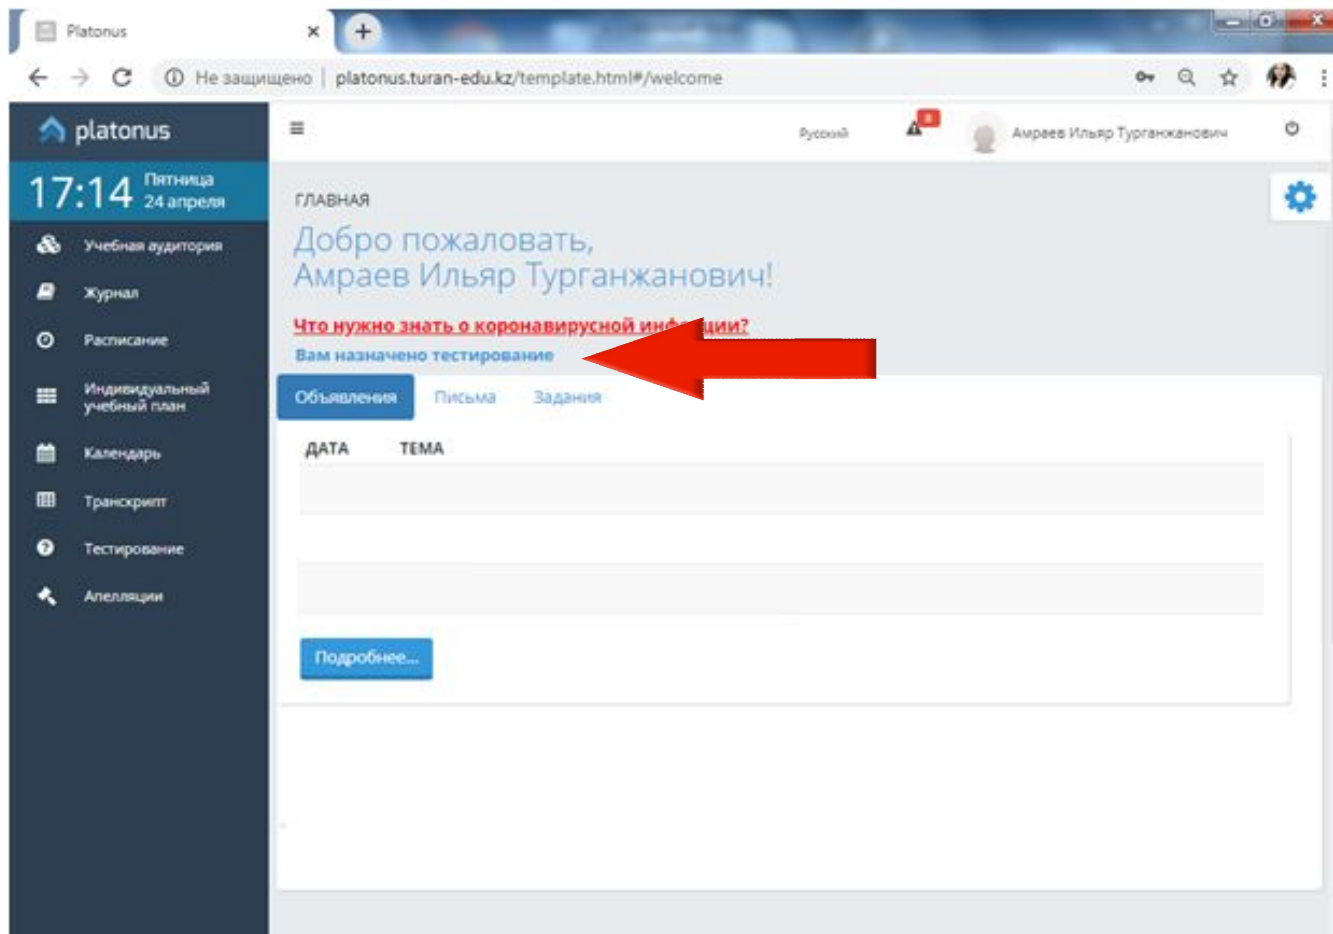 Platonus
Не защищено | platonus.turan-edu.kz/template.html#/welcome
platonus
Русский
Амраев Ильяр Турганжанович
17:14 Пятница
24 апреля
ГЛАВНАЯ
Добро пожаловать,
Амраев Ильяр Турганжанович!
Что нужно знать о коронавирусной инфекции?
Вам назначено тестирование
Учебная аудитория
Журнал
Расписание
Индивидуальный
учебный план
Календарь
Транскрипт
Тестирование
Апелляции
Объявления Письма Задания
ДАТА ТЕМА
Подробнее...